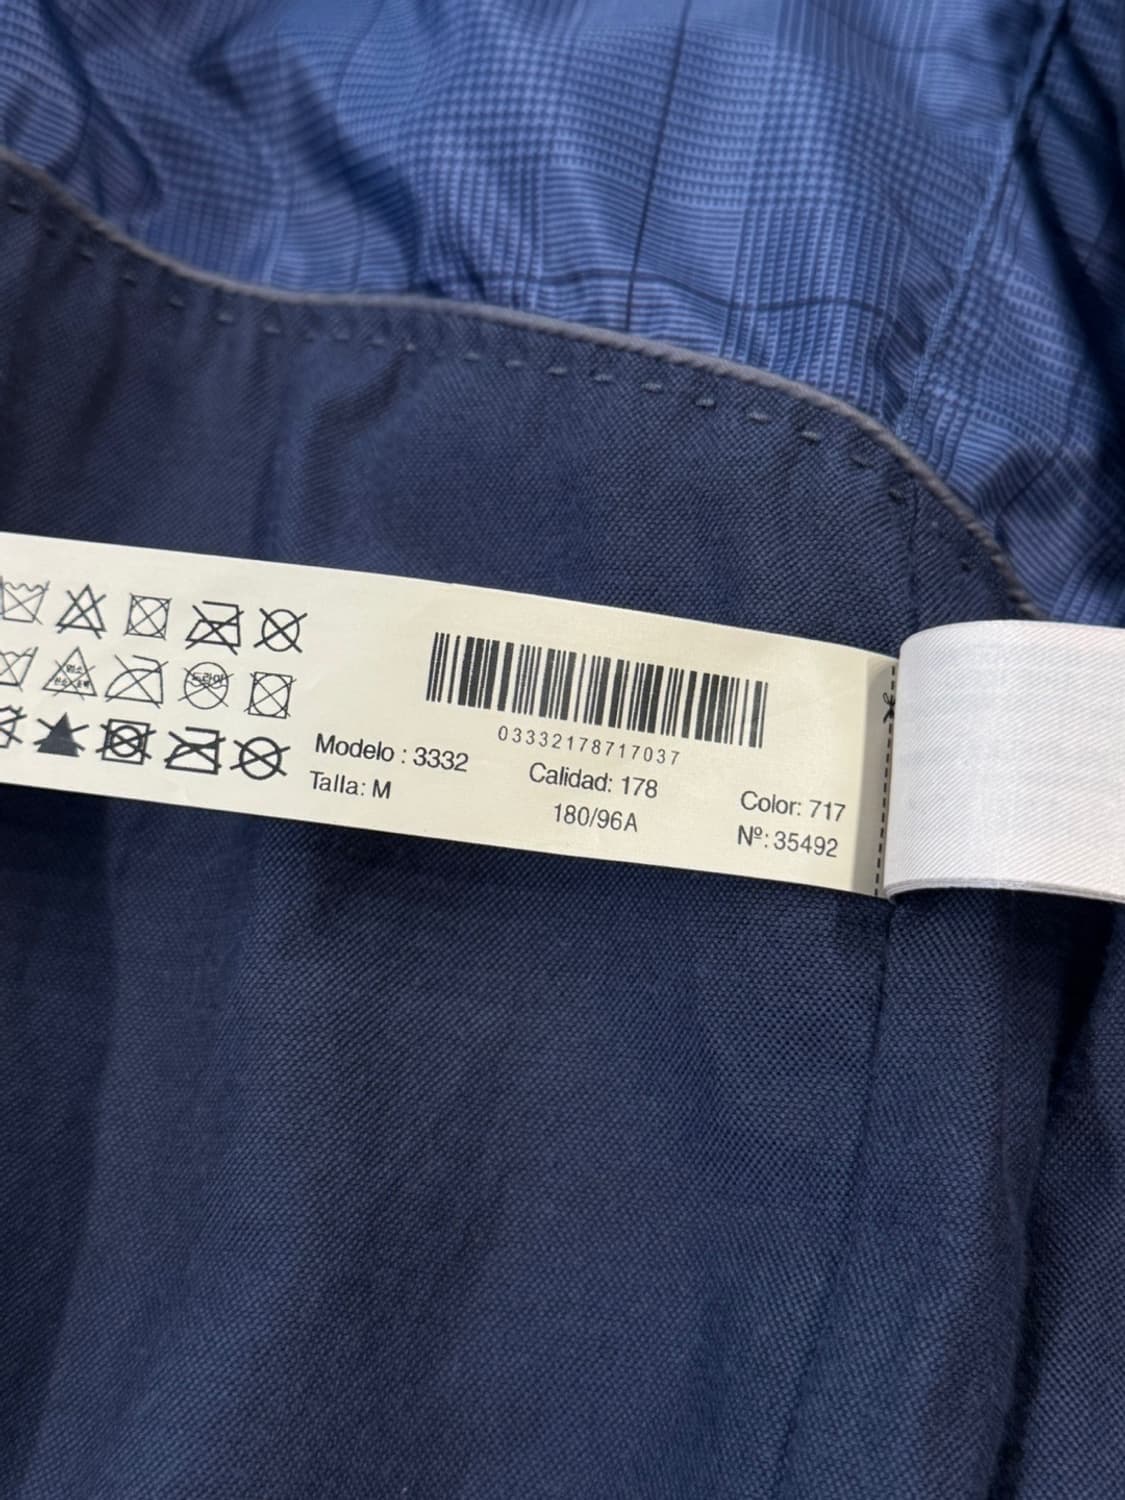 03332178717037
Modelo : 3332
Calidad: 178
Color: 717
Talla: M
180/96A
Nº: 35492